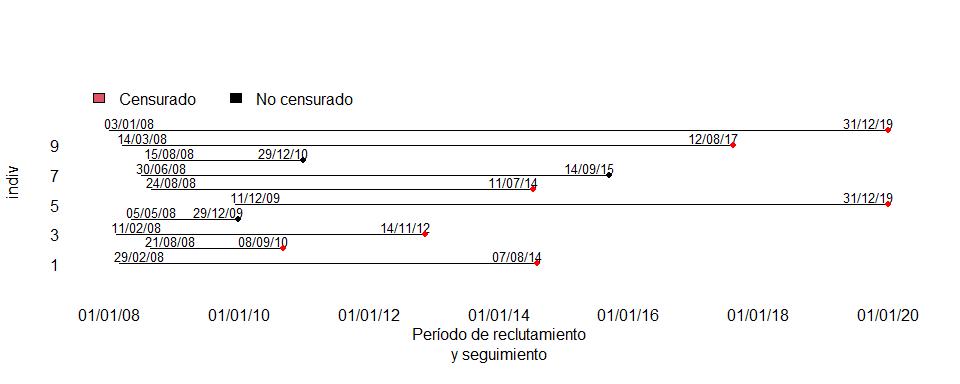 Censurado No censurado
03/01/08 31/12/19
9 14/03/08 12/08/17
15/08/08 29/12/10
7 30/06/08 14/09/15
24/08/08 11/07/14
5 11/12/09 31/12/19
05/05/08 29/12/09
3 11/02/08 14/11/12
21/08/08 08/09/10
1 29/02/08 07/08/14
indiv
01/01/08 01/01/10 01/01/12 01/01/14 01/01/16 01/01/18 01/01/20
Período de reclutamiento
y seguimiento